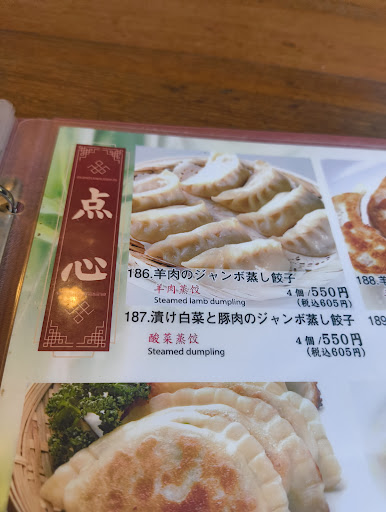 点心
186.羊肉のジャンボ蒸し餃子
羊肉蒸饺
4個/550円
Steamed lamb dumpling
(税込605円)
187.漬け白菜と豚肉のジャンボ蒸し餃子
酸菜蒸饺
4個/550円
Steamed dumpling
(税込605円)
188.羊
189